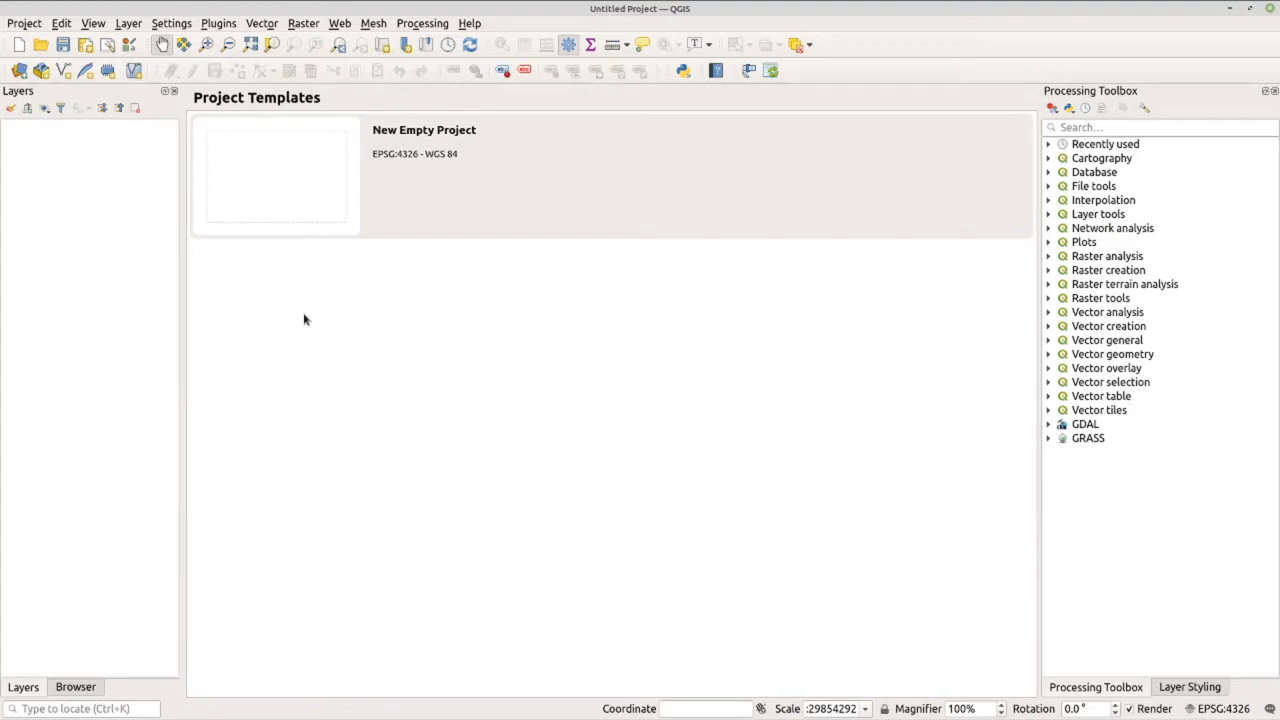 Untitled Project — QGIS
Project Edit View Layer Settings Plugins Vector Raster Web Mesh Processing Help
Layers
Project Templates
New Empty Project
EPSG:4326 - WGS 84
Processing Toolbox
Search...
Recently used
Cartography
Database
File tools
Interpolation
Layer tools
Network analysis
Plots
Raster analysis
Raster creation
Raster terrain analysis
Raster tools
Vector analysis
Vector creation
Vector general
Vector geometry
Vector overlay
Vector selection
Vector table
Vector tiles
GDAL
GRASS
Layers Browser
Processing Toolbox Layer Styling
Type to locate (Ctrl+K)
Coordinate Scale :29854292 Magnifier 100% Rotation 0.0 ° Render EPSG:4326